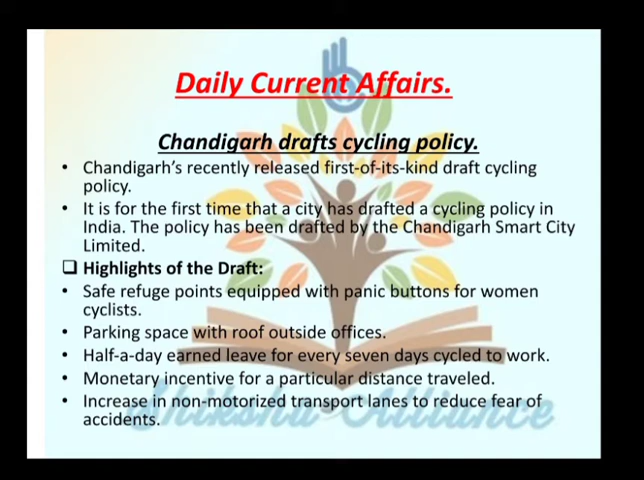 Daily Current Affairs.
Chandigarh drafts cycling policy.
• Chandigarh's recently released first-of-its-kind draft cycling
policy.
• It is for the first time that a city has drafted a cycling policy in
India. The policy has been drafted by the Chandigarh Smart City
Limited.
❑ Highlights of the Draft:
• Safe refuge points equipped with panic buttons for women
cyclists.
• Parking space with roof outside offices.
• Half-a-day earned leave for every seven days cycled to work.
• Monetary incentive for a particular distance traveled.
• Increase in non-motorized transport lanes to reduce fear of
accidents.
Shiksha Alliance